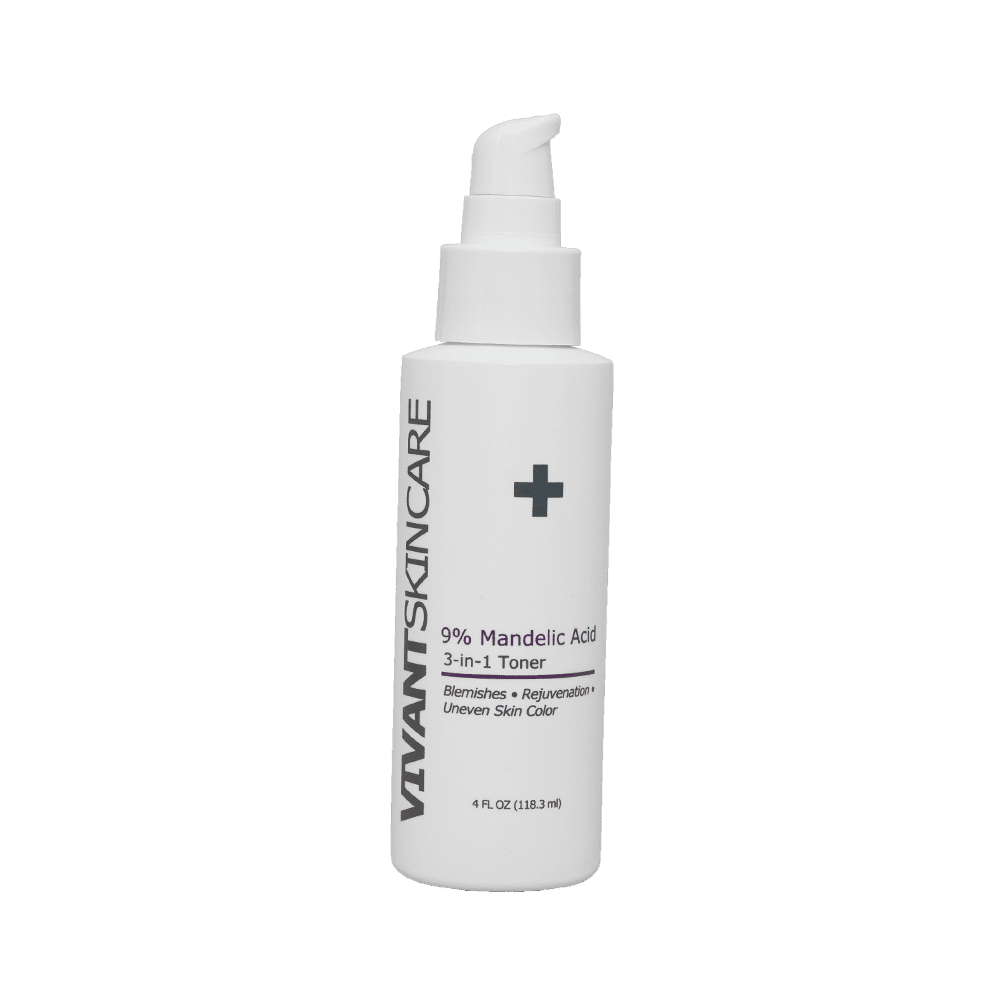 VIVANTSKINCARE
9% Mandelic Acid
3-in-1 Toner
Blemishes • Rejuvenation •
Uneven Skin Color
4 FL OZ (118.3 ml)